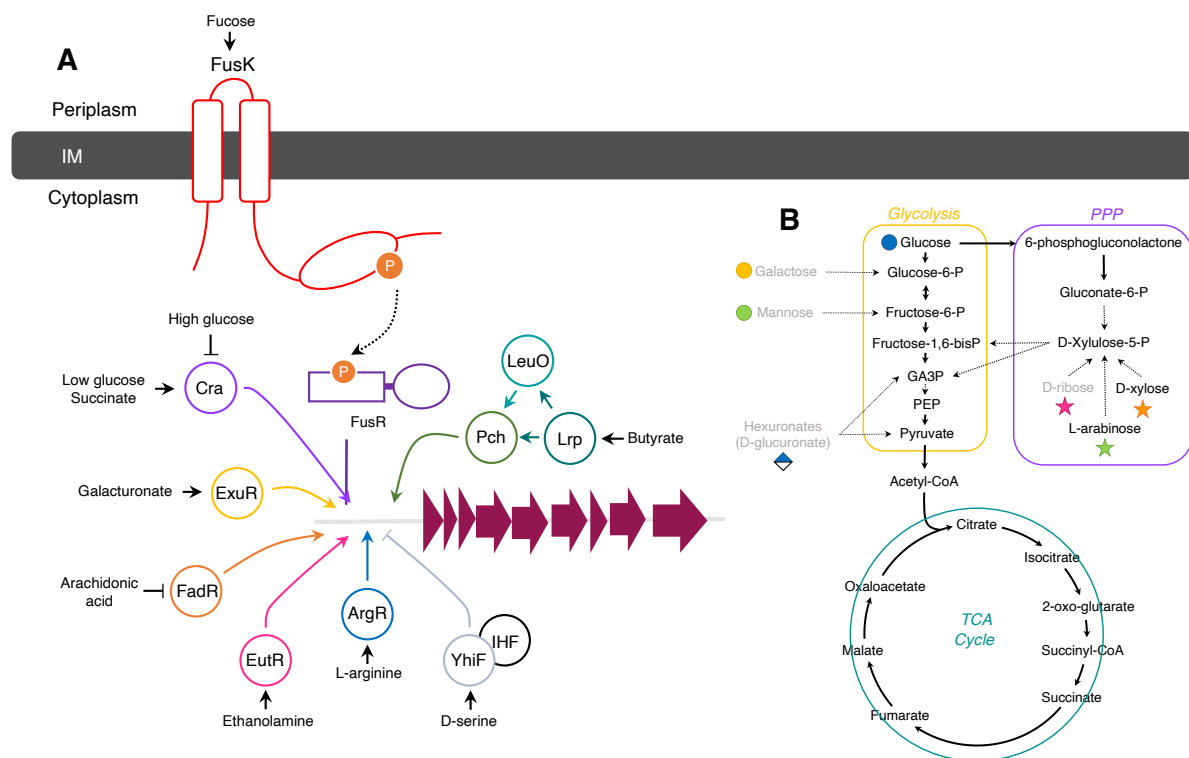 A
Fucose
FusK
Periplasm
IM
Cytoplasm
P
High glucose
Low glucose
Succinate
Cra
P
FusR
LeuO
Pch
Lrp
Butyrate
Galacturonate
ExuR
Arachidonic
acid
FadR
EutR
Ethanolamine
ArgR
L-arginine
YhiF
IHF
D-serine
B
Glycolysis
PPP
Glucose
6-phosphogluconolactone
Galactose
Glucose-6-P
Gluconate-6-P
Mannose
Fructose-6-P
Fructose-1,6-bisP
D-Xylulose-5-P
GA3P
D-ribose
D-xylose
PEP
L-arabinose
Hexuronates
(D-glucuronate)
Pyruvate
Acetyl-CoA
Citrate
Isocitrate
Oxaloacetate
2-oxo-glutarate
TCA
Cycle
Malate
Succinyl-CoA
Succinate
Fumarate